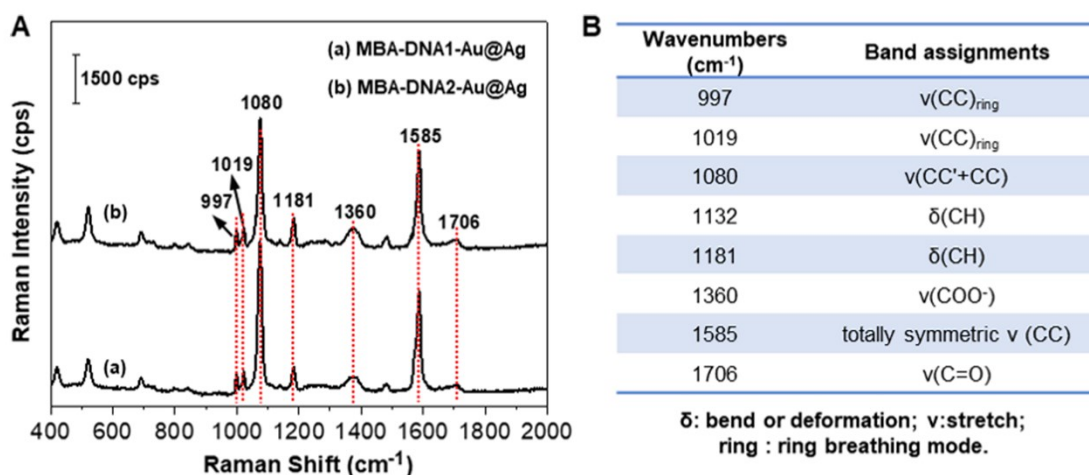 A
1500 cps
(a) MBA-DNA1-Au@Ag
(b) MBA-DNA2-Au@Ag
1080
1585
1019
997
1181
1360
1706
(b)
(a)
Raman Intensity (cps)
400 600 800 1000 1200 1400 1600 1800 2000
Raman Shift (cm⁻¹)
B
Wavenumbers
(cm⁻¹)
Band assignments
997 ν(CC)ring
1019 ν(CC)ring
1080 ν(CC'+CC)
1132 δ(CH)
1181 δ(CH)
1360 ν(COO⁻)
1585 totally symmetric ν (CC)
1706 ν(C=O)
δ: bend or deformation; ν:stretch;
ring : ring breathing mode.